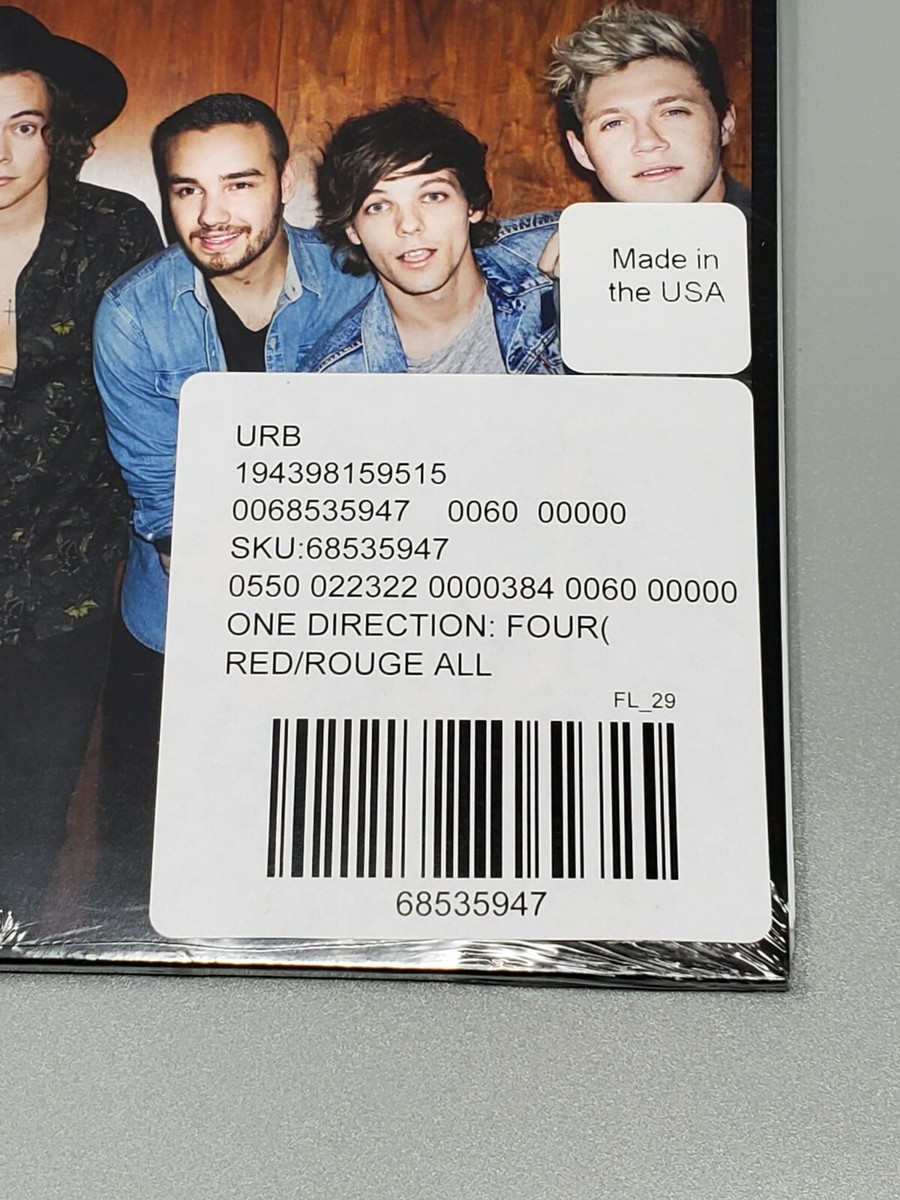 Made in
the USA
URB
194398159515
0068535947 0060 00000
SKU:68535947
0550 022322 0000384 0060 00000
ONE DIRECTION: FOUR(
RED/ROUGE ALL
FL_29
68535947